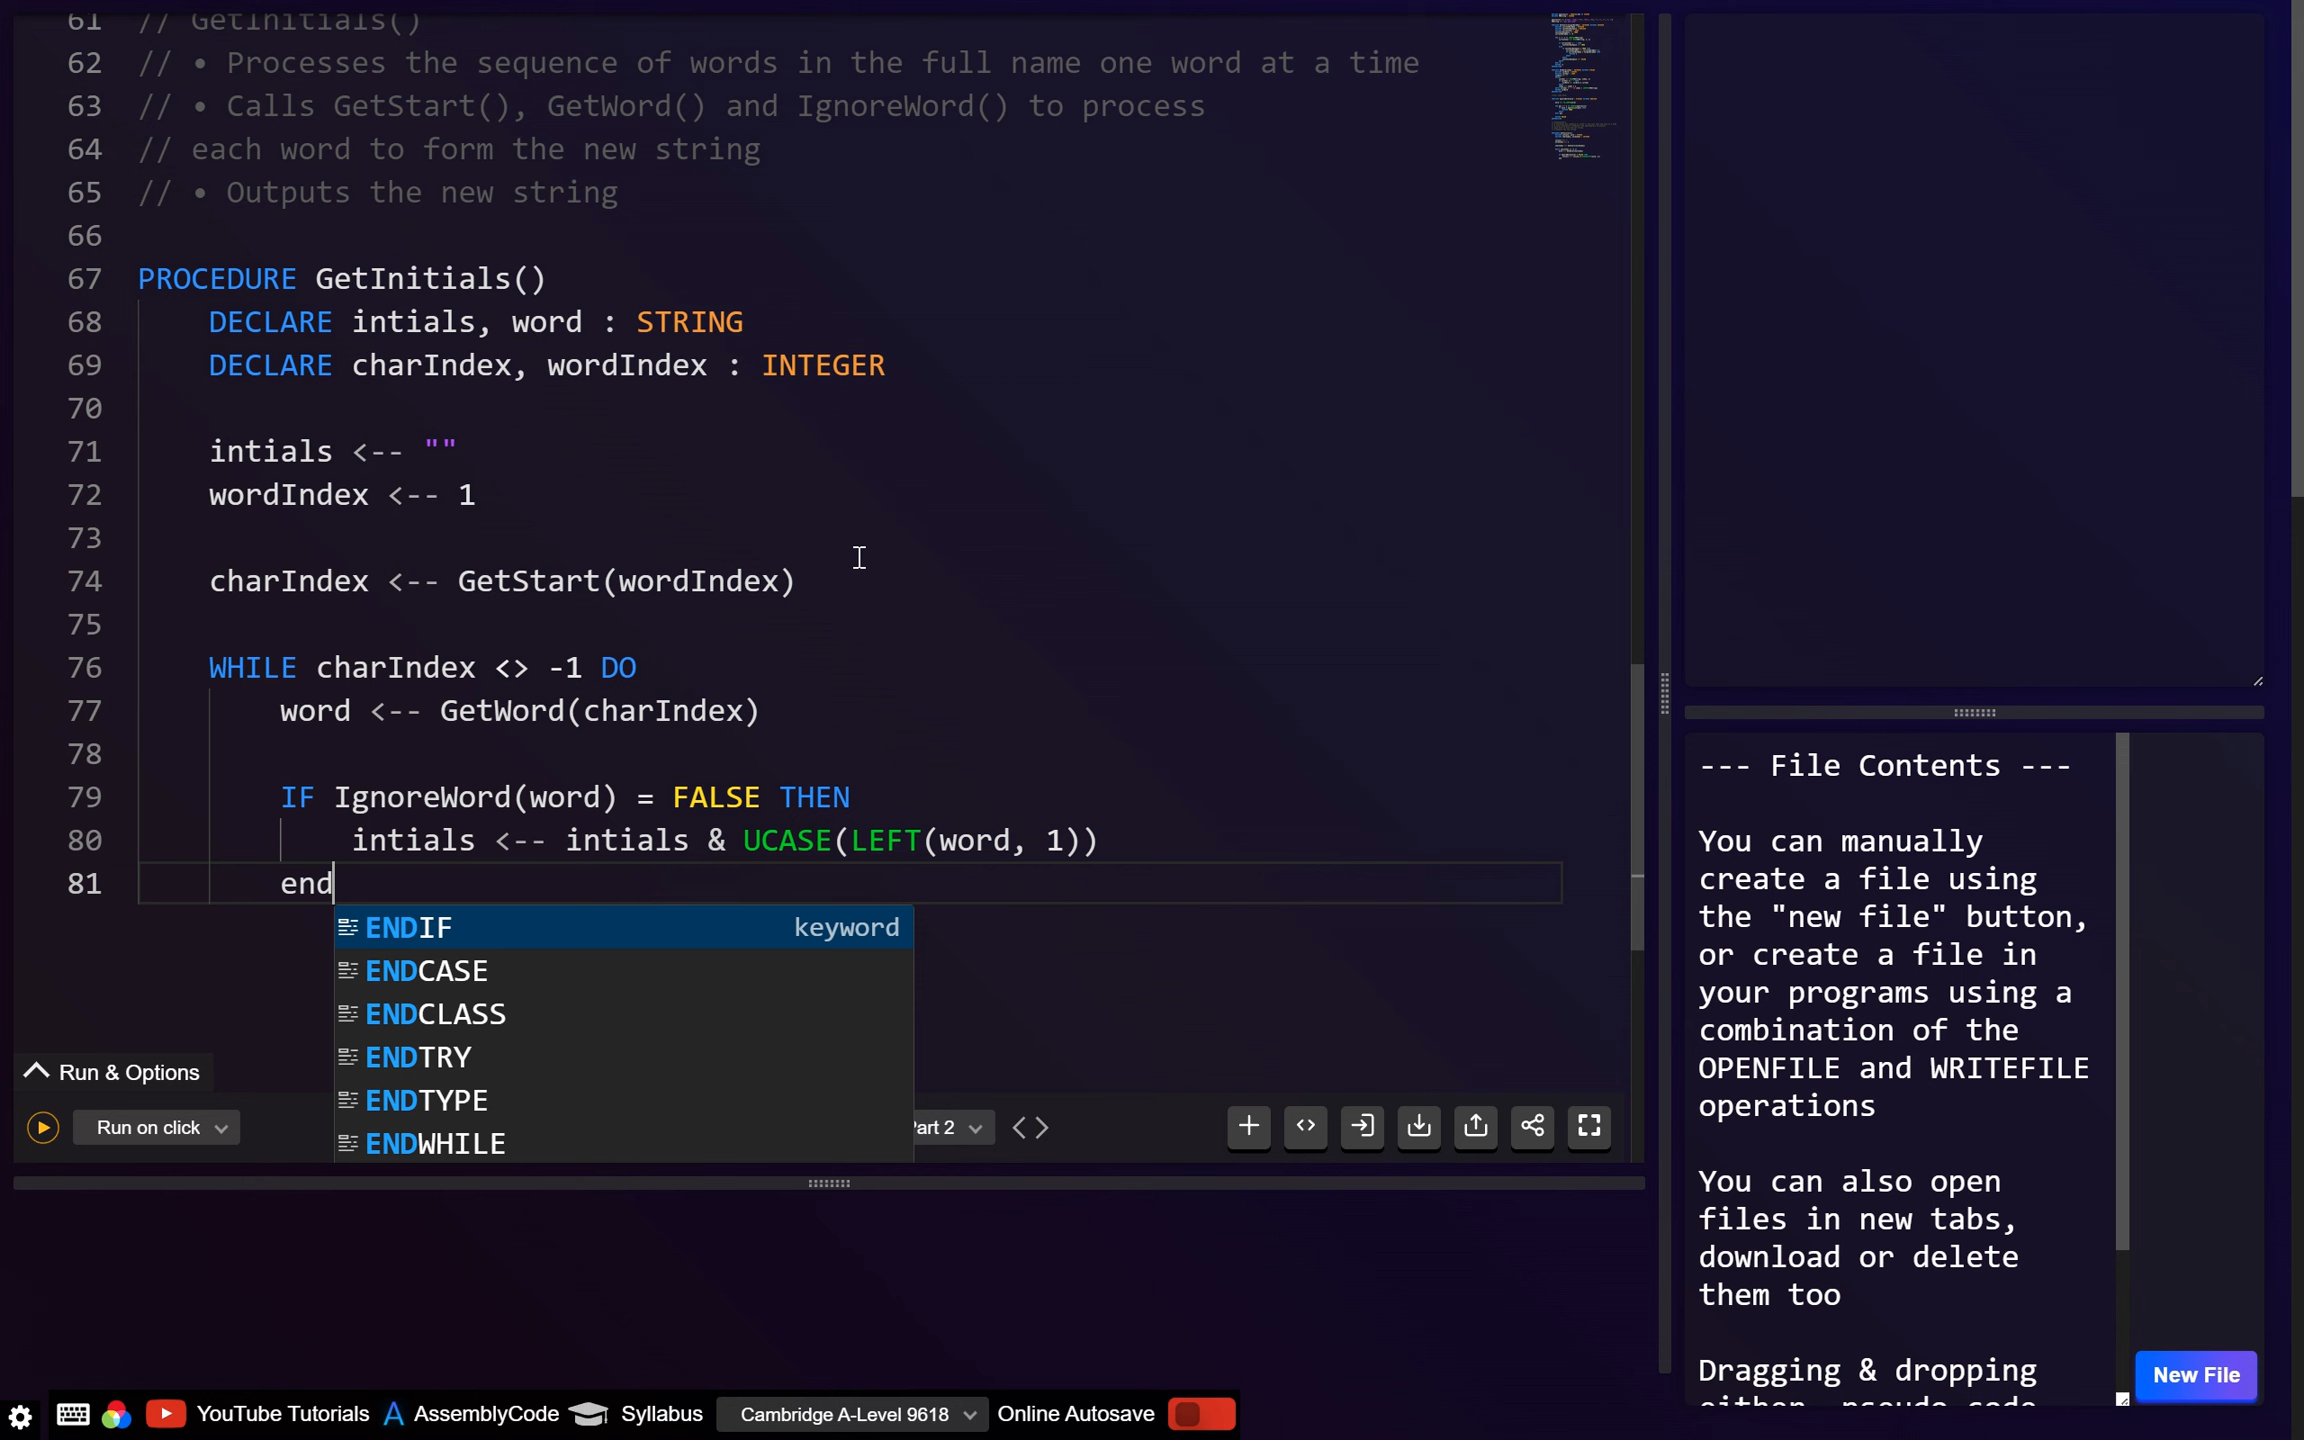 61 // GetInitials()
62 // • Processes the sequence of words in the full name one word at a time
63 // • Calls GetStart(), GetWord() and IgnoreWord() to process
64 // each word to form the new string
65 // • Outputs the new string
66
67 PROCEDURE GetInitials()
68 DECLARE intials, word : STRING
69 DECLARE charIndex, wordIndex : INTEGER
70
71 intials <-- ""
72 wordIndex <-- 1
73
74 charIndex <-- GetStart(wordIndex)
75
76 WHILE charIndex <> -1 DO
77 word <-- GetWord(charIndex)
78
79 IF IgnoreWord(word) = FALSE THEN
80 intials <-- intials & UCASE(LEFT(word, 1))
81 end
ENDIF keyword
ENDCASE
ENDCLASS
ENDTRY
ENDTYPE
ENDWHILE
Run & Options
Run on click
Part 2
--- File Contents ---
You can manually
create a file using
the "new file" button,
or create a file in
your programs using a
combination of the
OPENFILE and WRITEFILE
operations
You can also open
files in new tabs,
download or delete
them too
Dragging & dropping
either pseudo code
New File
YouTube Tutorials
AssemblyCode
Syllabus
Cambridge A-Level 9618
Online Autosave